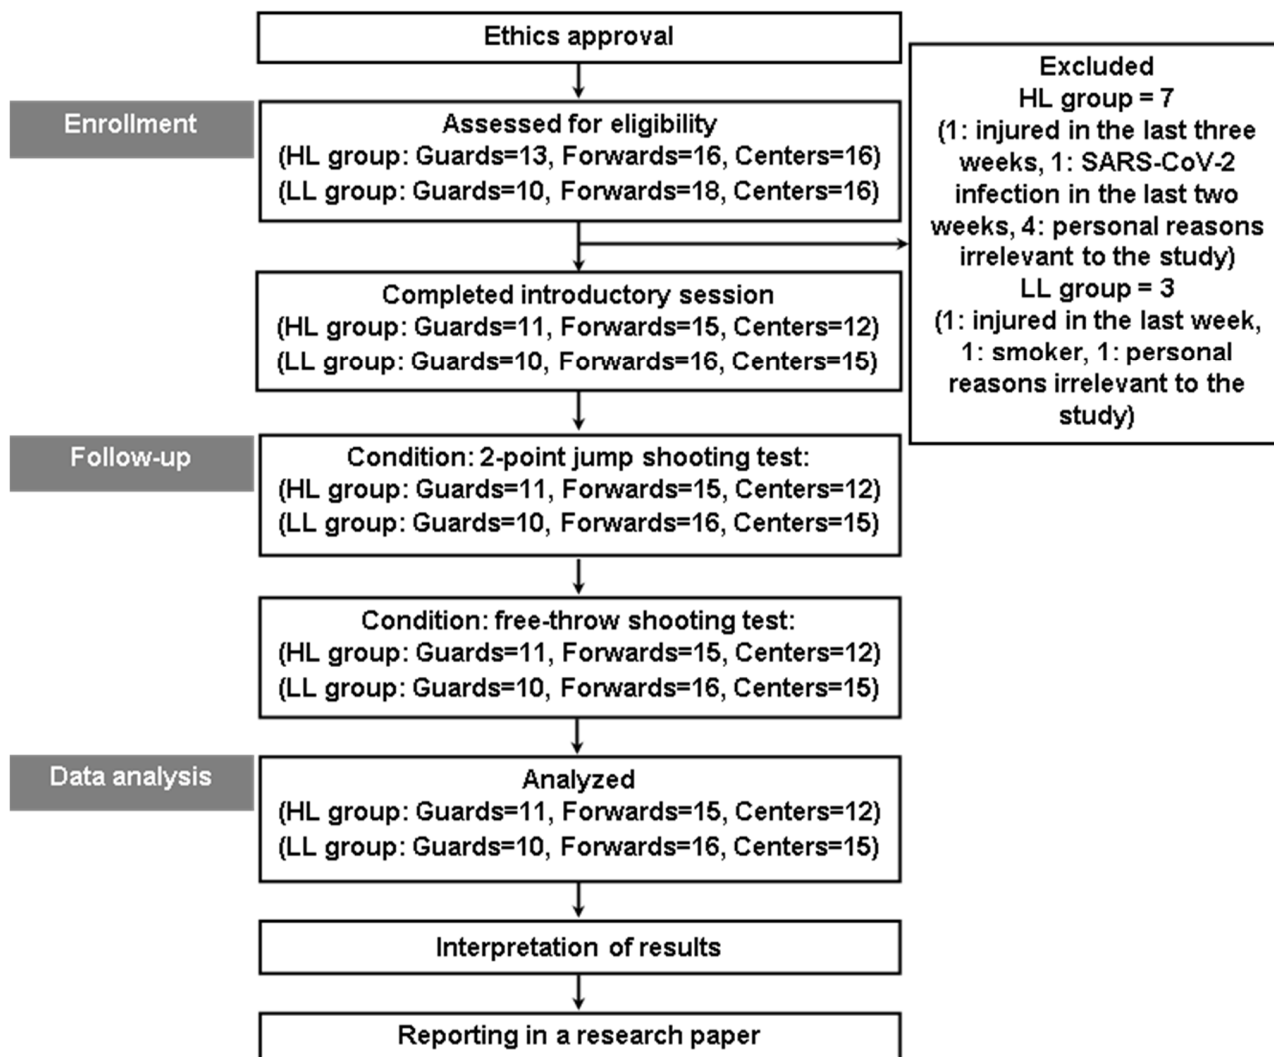 Ethics approval
Enrollment
Assessed for eligibility
(HL group: Guards=13, Forwards=16, Centers=16)
(LL group: Guards=10, Forwards=18, Centers=16)
Excluded
HL group = 7
(1: injured in the last three
weeks, 1: SARS-CoV-2
infection in the last two
weeks, 4: personal reasons
irrelevant to the study)
LL group = 3
(1: injured in the last week,
1: smoker, 1: personal
reasons irrelevant to the
study)
Completed introductory session
(HL group: Guards=11, Forwards=15, Centers=12)
(LL group: Guards=10, Forwards=16, Centers=15)
Follow-up
Condition: 2-point jump shooting test:
(HL group: Guards=11, Forwards=15, Centers=12)
(LL group: Guards=10, Forwards=16, Centers=15)
Condition: free-throw shooting test:
(HL group: Guards=11, Forwards=15, Centers=12)
(LL group: Guards=10, Forwards=16, Centers=15)
Data analysis
Analyzed
(HL group: Guards=11, Forwards=15, Centers=12)
(LL group: Guards=10, Forwards=16, Centers=15)
Interpretation of results
Reporting in a research paper